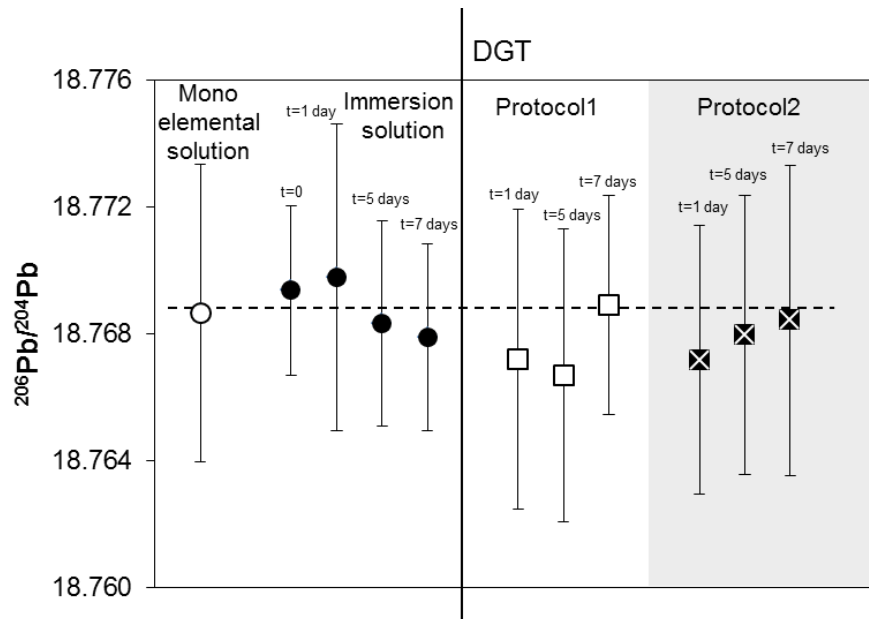 DGT
18.776
18.772
18.768
18.764
18.760
²⁰⁶Pb/²⁰⁴Pb
Mono
elemental
solution
Immersion
solution
t=0
t=1 day
t=5 days
t=7 days
Protocol1
t=1 day
t=5 days
t=7 days
Protocol2
t=1 day
t=5 days
t=7 days